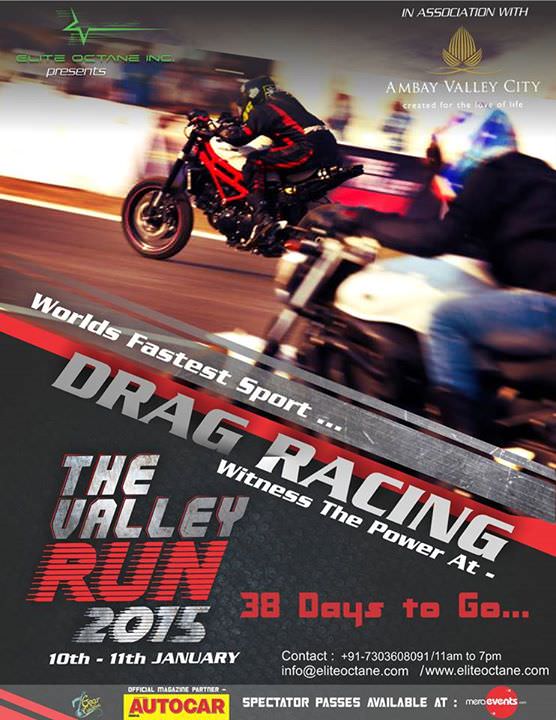 ELITE OCTANE INC.
presents
IN ASSOCIATION WITH
AMBAY VALLEY CITY
created for the love of life
Worlds Fastest Sport ...
DRAG RACING
Witness The Power At -
THE
VALLEY
RUN
2015
10th - 11th JANUARY
38 Days to Go...
Contact : +91-7303608091/11am to 7pm
info@eliteoctane.com /www.eliteoctane.com
OFFICIAL MAGAZINE PARTNER -
AUTOCAR
SPECTATOR PASSES AVAILABLE AT : meraevents.com